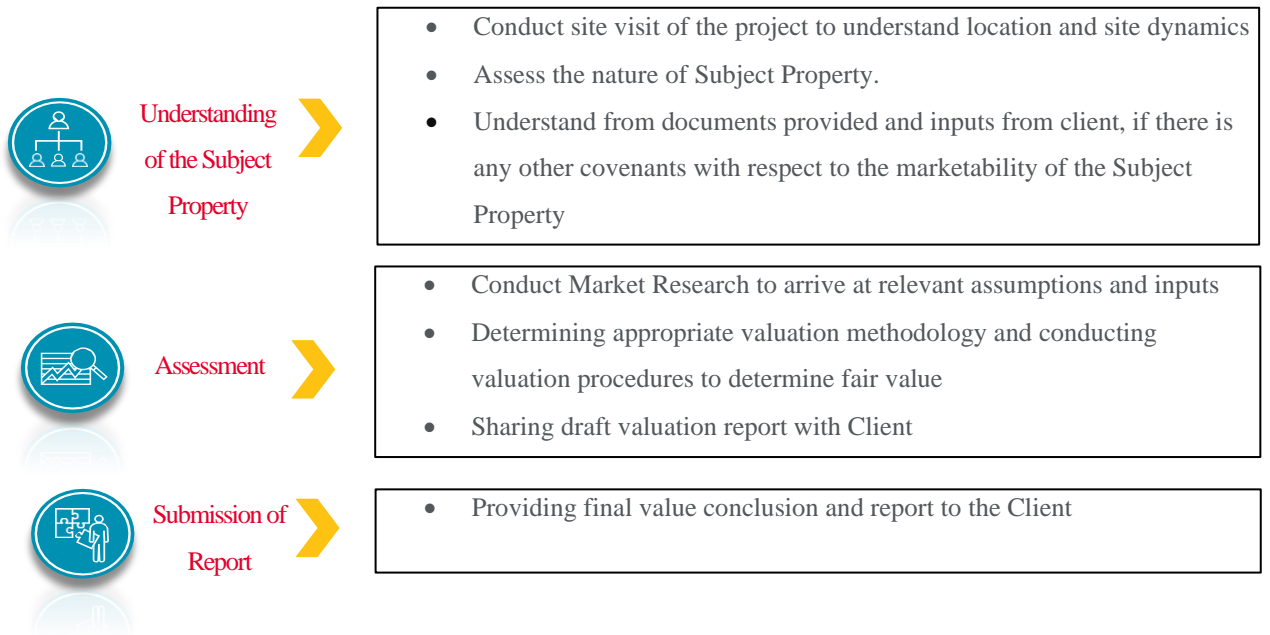 Understanding
of the Subject
Property
• Conduct site visit of the project to understand location and site dynamics
• Assess the nature of Subject Property.
• Understand from documents provided and inputs from client, if there is
any other covenants with respect to the marketability of the Subject
Property
Assessment
• Conduct Market Research to arrive at relevant assumptions and inputs
• Determining appropriate valuation methodology and conducting
valuation procedures to determine fair value
• Sharing draft valuation report with Client
Submission of
Report
• Providing final value conclusion and report to the Client